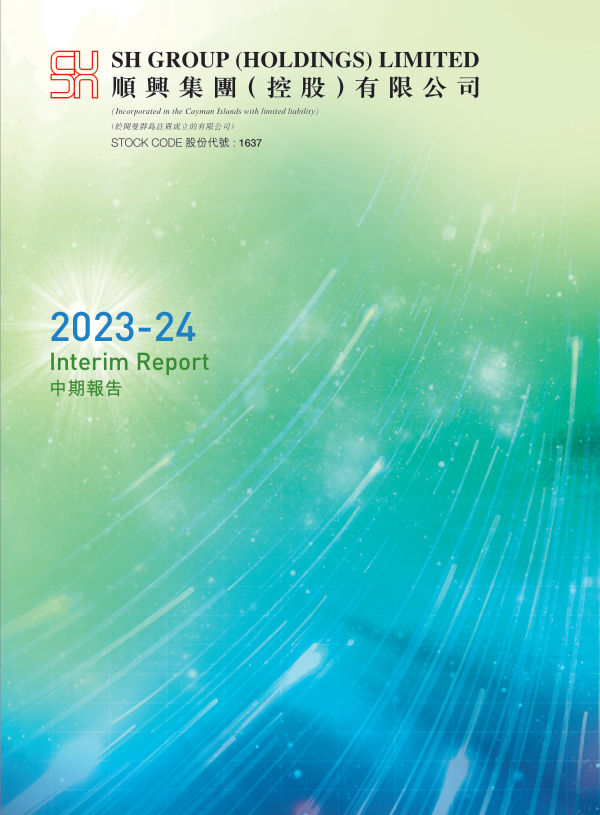 SH GROUP (HOLDINGS) LIMITED
順興集團(控股)有限公司
(Incorporated in the Cayman Islands with limited liability)
(於開曼群島註冊成立的有限公司)
STOCK CODE 股份代號 : 1637
2023-24
Interim Report
中期報告